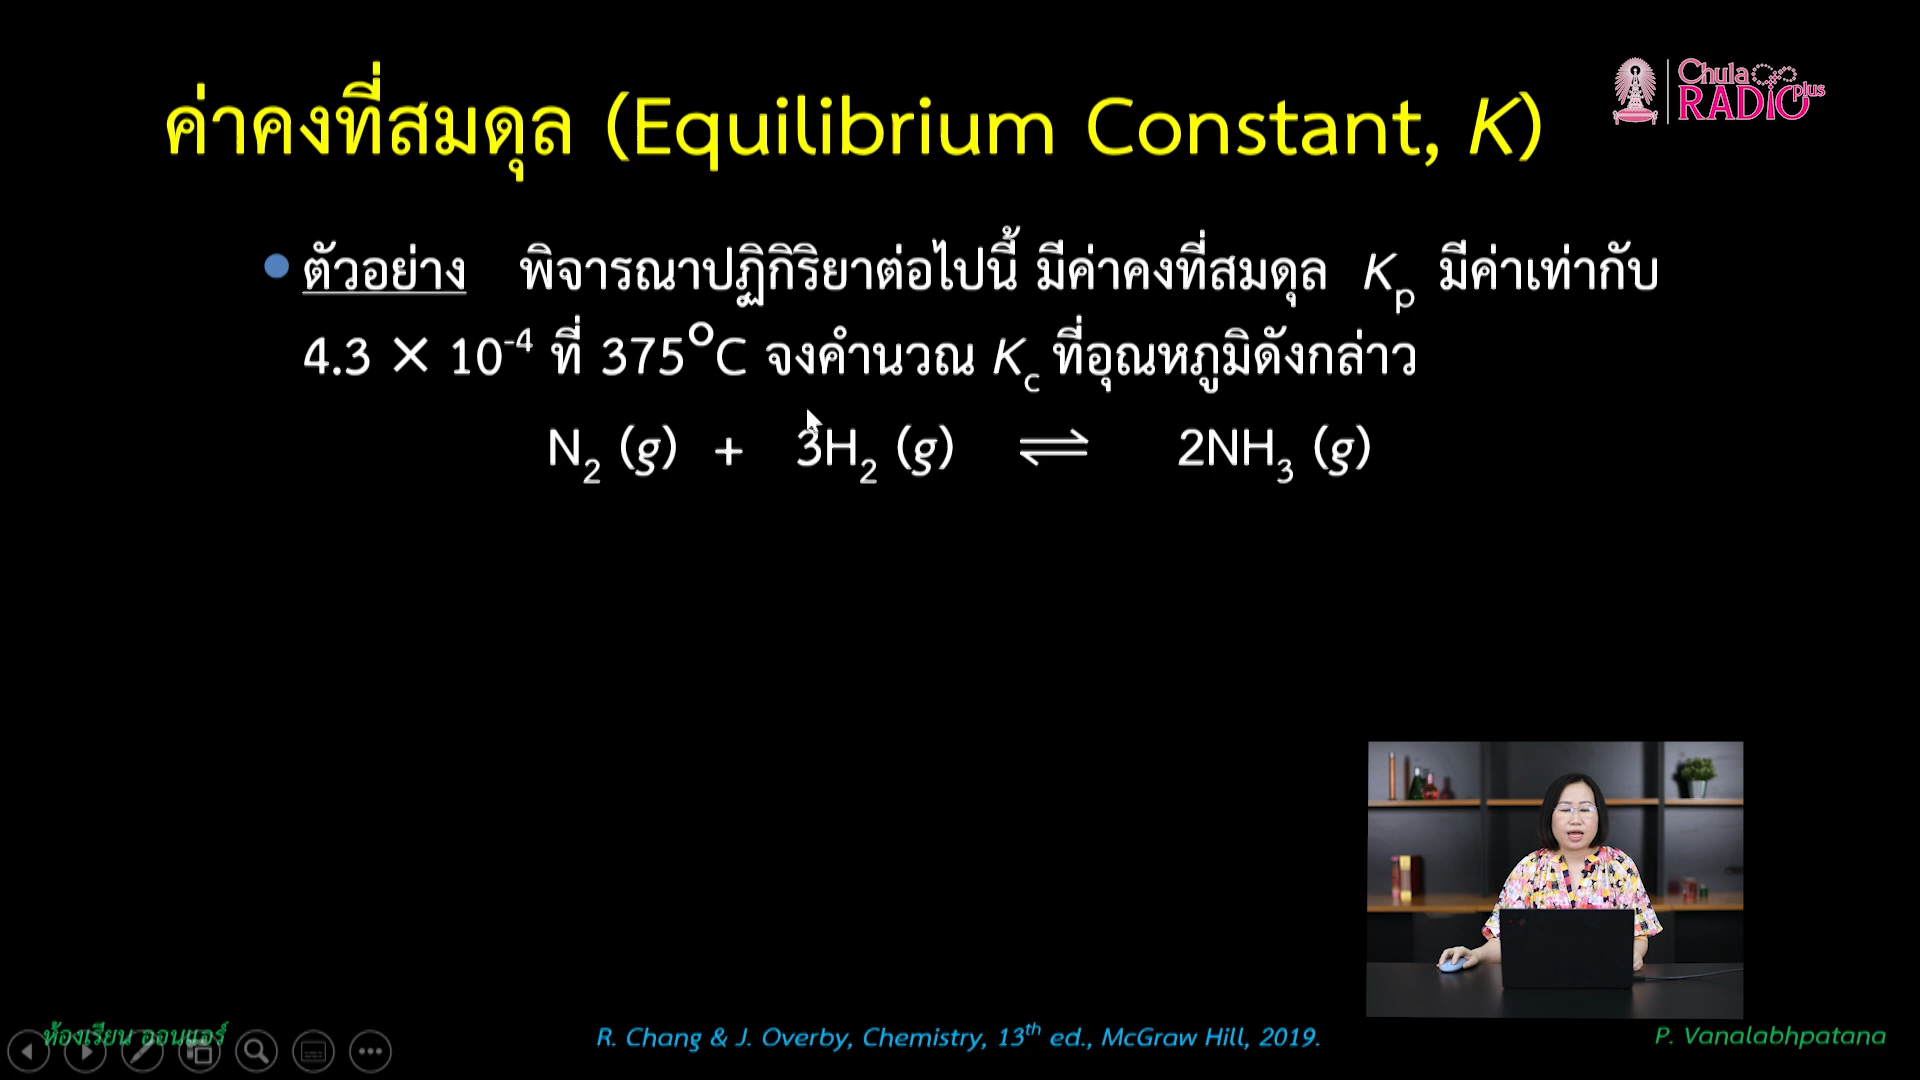 ค่าคงที่สมดุล (Equilibrium Constant, K)
Chula RADIO plus
ตัวอย่าง พิจารณาปฏิกิริยาต่อไปนี้ มีค่าคงที่สมดุล Kp มีค่าเท่ากับ
4.3 × 10⁻⁴ ที่ 375°C จงคำนวณ Kc ที่อุณหภูมิดังกล่าว
N₂ (g) + 3H₂ (g) ⇌ 2NH₃ (g)
ห้องเรียน ออนแอร์
R. Chang & J. Overby, Chemistry, 13th ed., McGraw Hill, 2019.
P. Vanalabhpatana